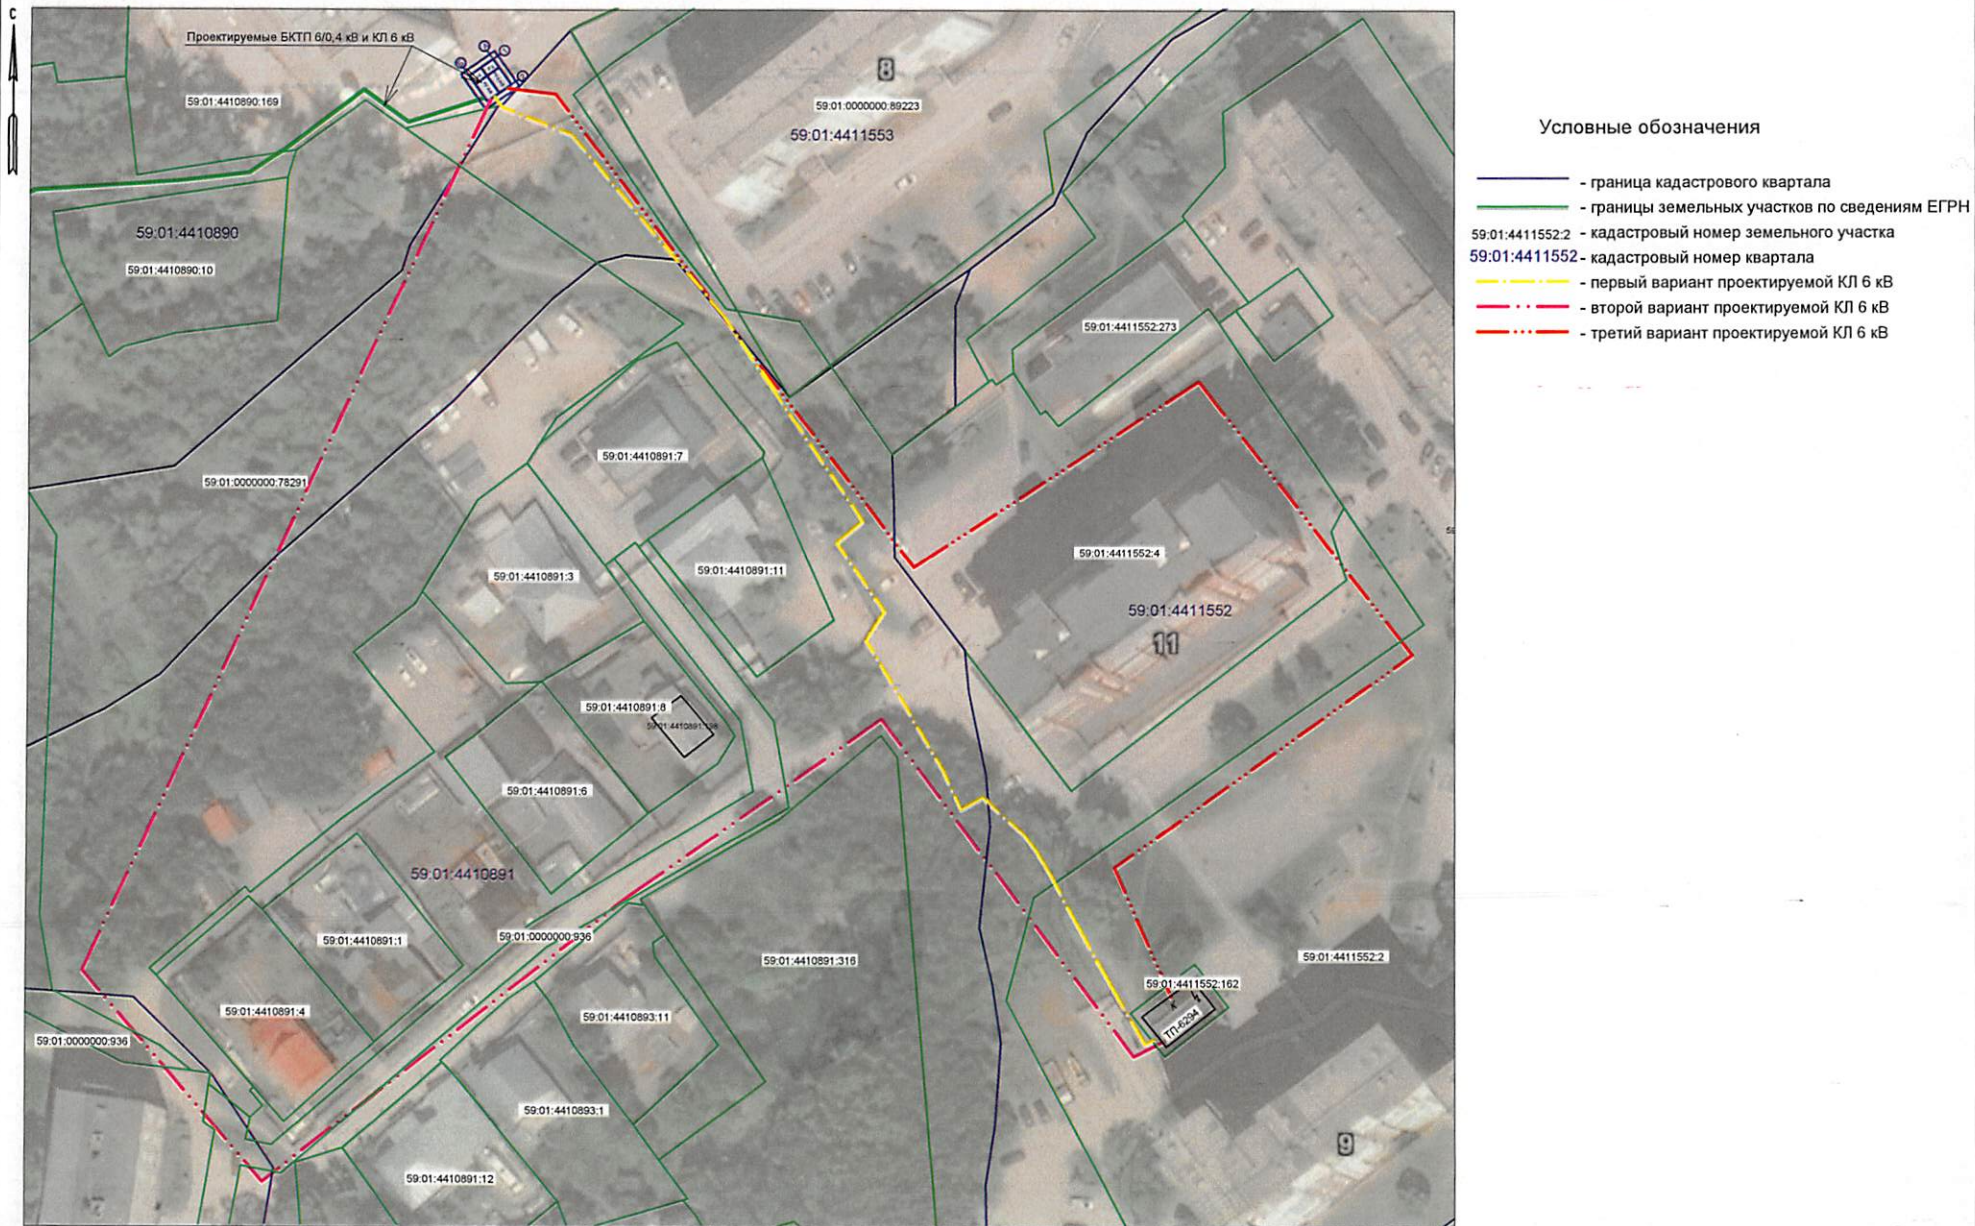 С
Проектируемые БКТП 6/0,4 кВ и КЛ 6 кВ
59:01:4410890:169
8
59:01:0000000:89223
59:01:4411553
59:01:4410890
59:01:4410890:10
59:01:4411552:273
59:01:4410891:7
59:01:0000000:78291
59:01:4411552:4
59:01:4410891:3
59:01:4410891:11
59:01:4411552
11
59:01:4410891:8
59:01:4410891:6
59:01:4410891
59:01:4410891:1
59:01:0000000:936
59:01:4410891:316
59:01:4411552:2
59:01:4411552:162
59:01:4410891:4
59:01:4410893:11
ТП-6294
К
59:01:0000000:936
59:01:4410893:1
9
59:01:4410891:12
Условные обозначения
- граница кадастрового квартала
- границы земельных участков по сведениям ЕГРН
59:01:4411552:2 - кадастровый номер земельного участка
59:01:4411552 - кадастровый номер квартала
- первый вариант проектируемой КЛ 6 кВ
- второй вариант проектируемой КЛ 6 кВ
- третий вариант проектируемой КЛ 6 кВ